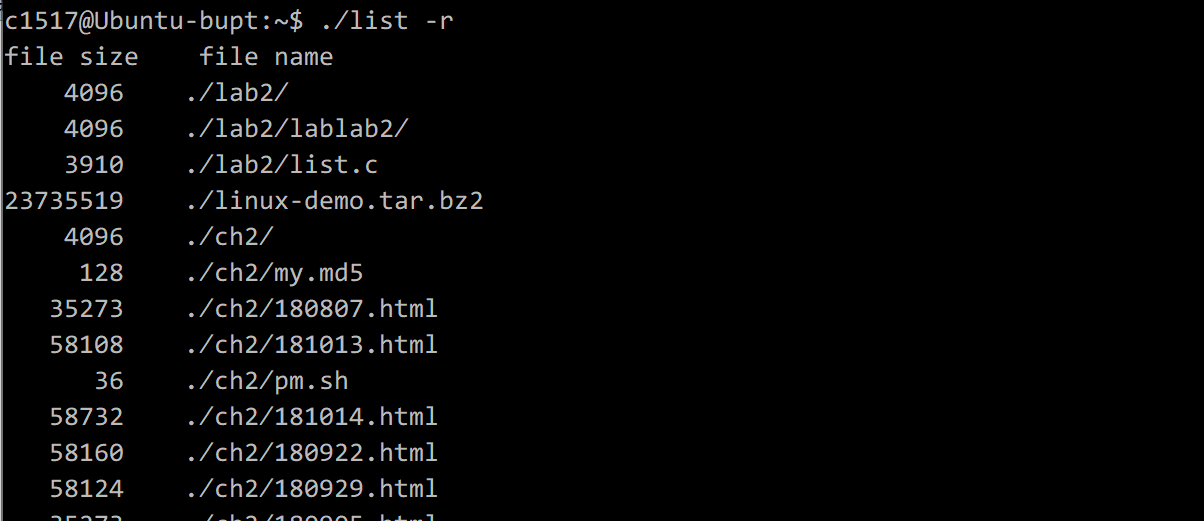 c1517@Ubuntu-bupt:~$ ./list -r
file size    file name
    4096    ./lab2/
    4096    ./lab2/lablab2/
    3910    ./lab2/list.c
23735519    ./linux-demo.tar.bz2
    4096    ./ch2/
     128    ./ch2/my.md5
   35273    ./ch2/180807.html
   58108    ./ch2/181013.html
      36    ./ch2/pm.sh
   58732    ./ch2/181014.html
   58160    ./ch2/180922.html
   58124    ./ch2/180929.html